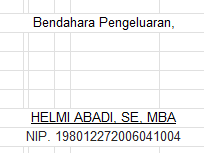 Bendahara Pengeluaran,
HELMI ABADI, SE, MBA
NIP. 198012272006041004